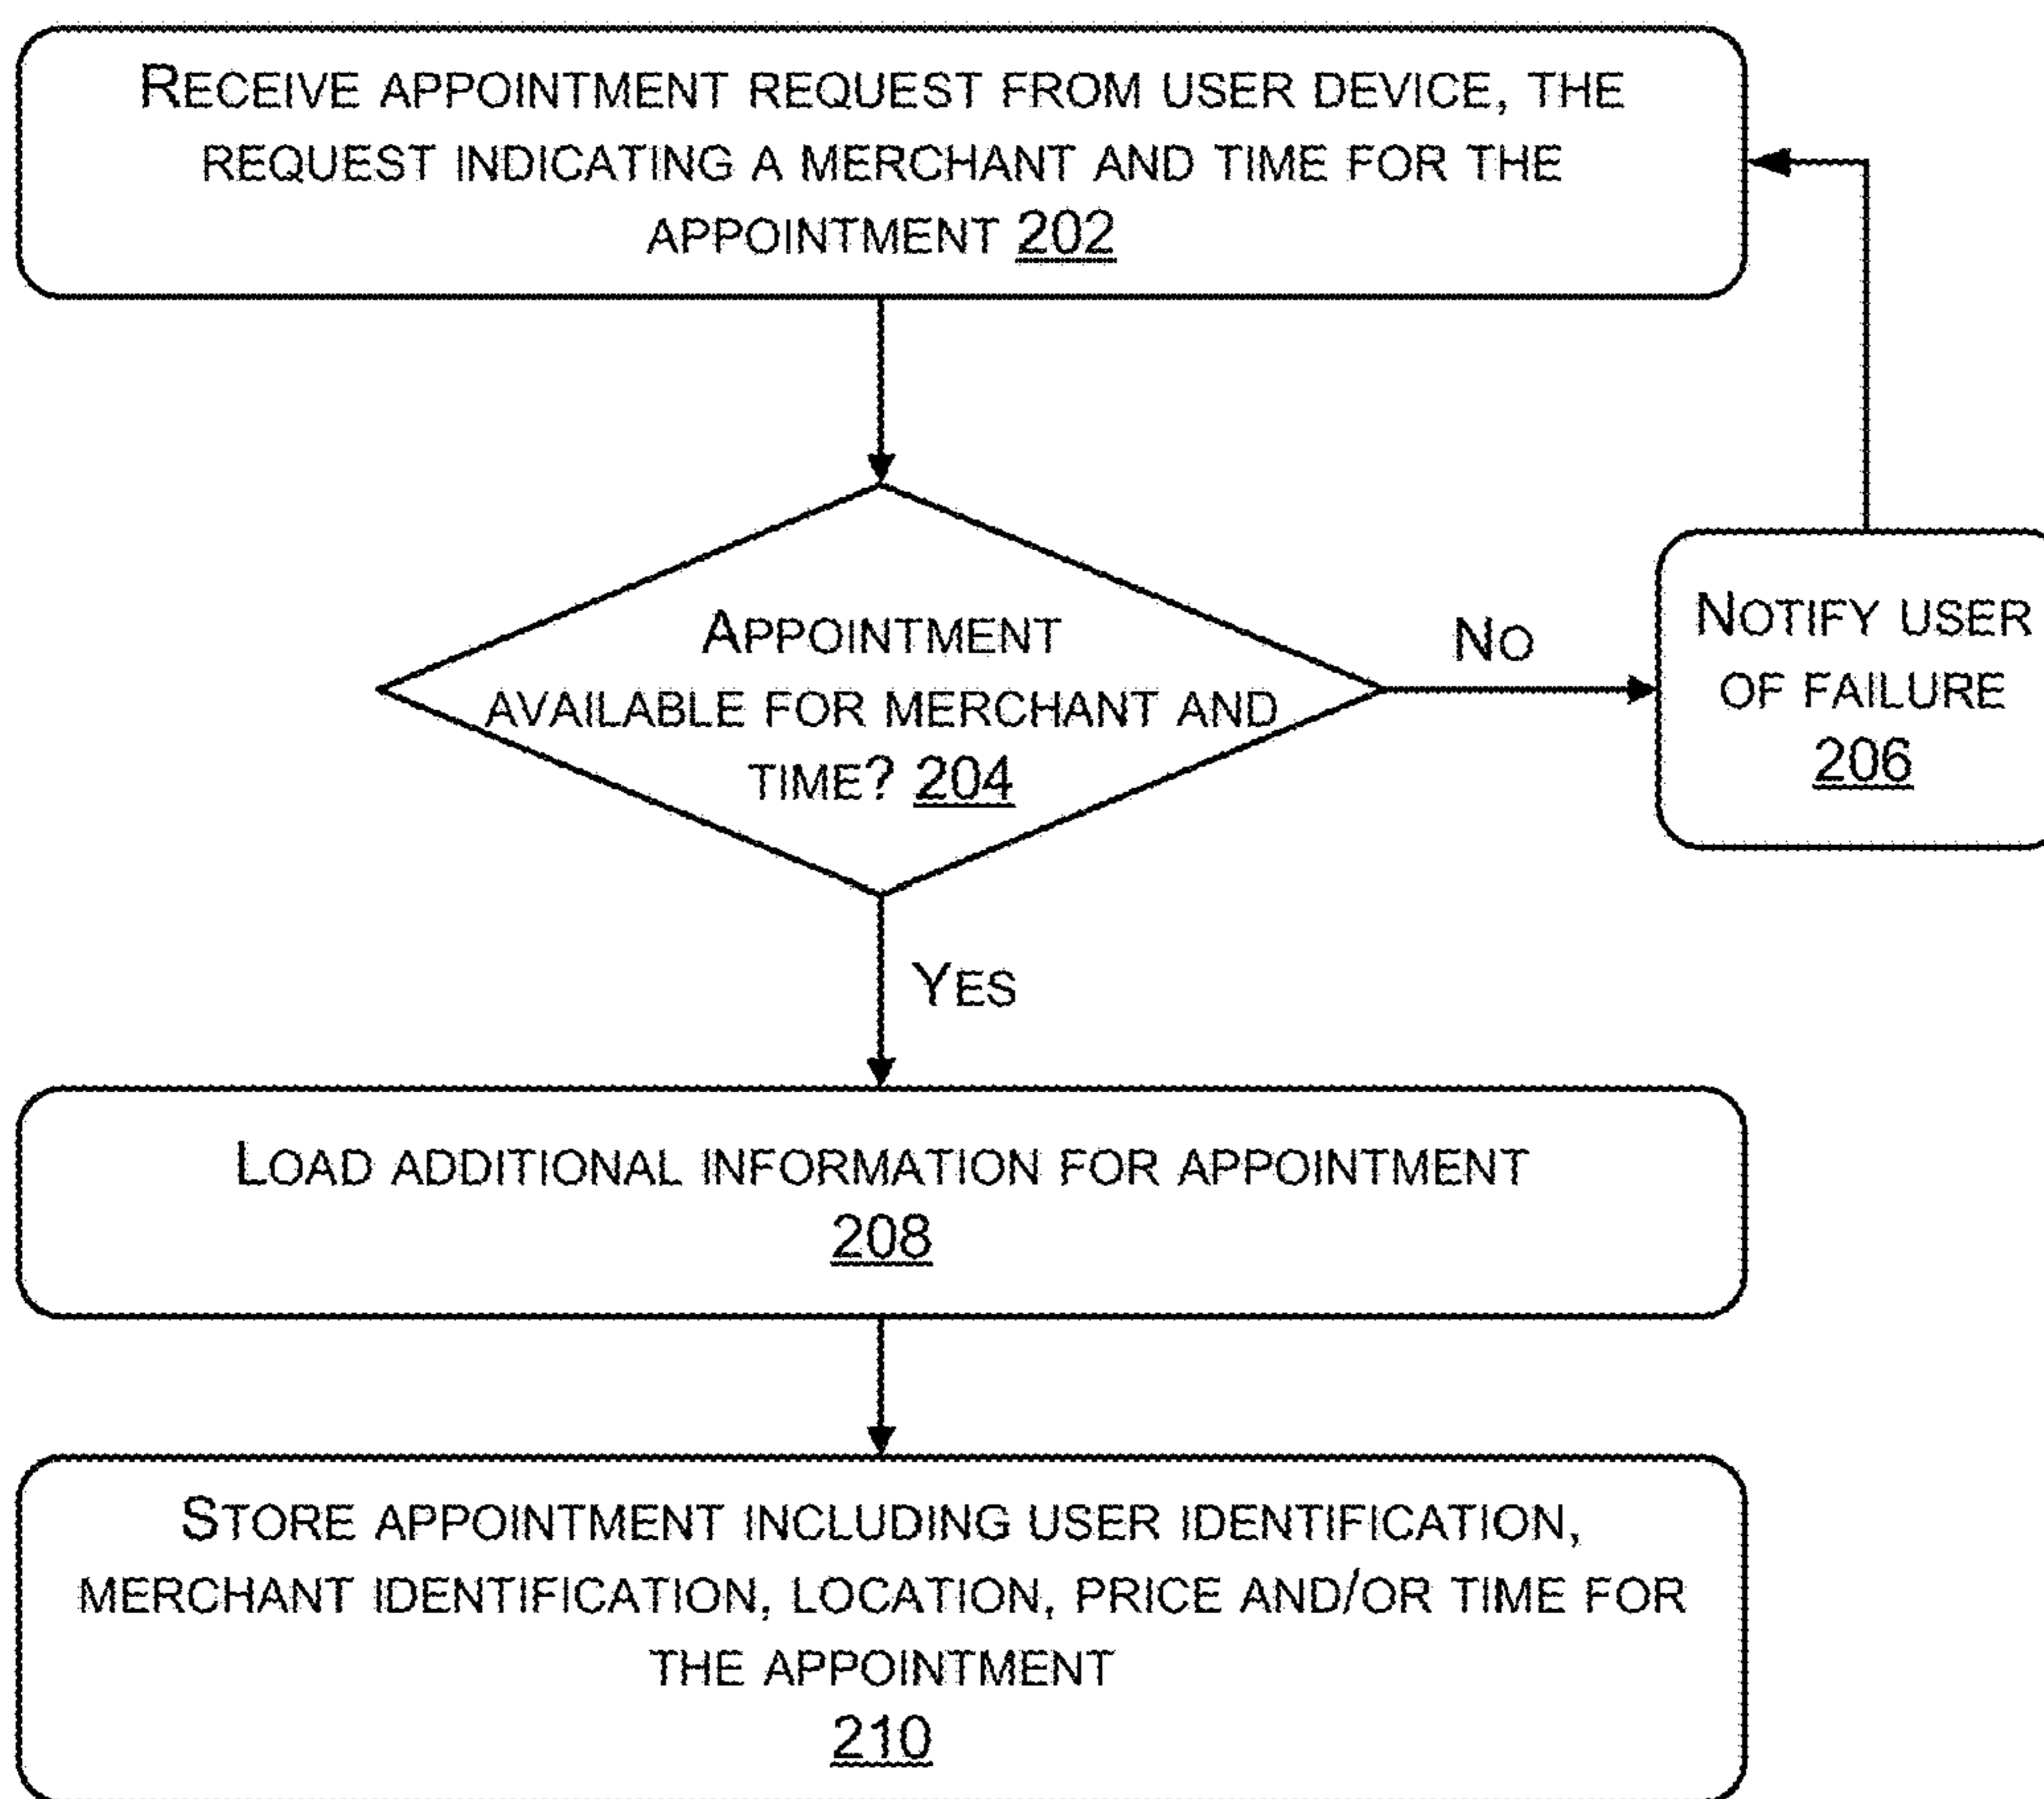 RECEIVE APPOINTMENT REQUEST FROM USER DEVICE, THE
REQUEST INDICATING A MERCHANT AND TIME FOR THE
APPOINTMENT 202
APPOINTMENT
AVAILABLE FOR MERCHANT AND
TIME? 204
NO
NOTIFY USER
OF FAILURE
206
YES
LOAD ADDITIONAL INFORMATION FOR APPOINTMENT
208
STORE APPOINTMENT INCLUDING USER IDENTIFICATION,
MERCHANT IDENTIFICATION, LOCATION, PRICE AND/OR TIME FOR
THE APPOINTMENT
210